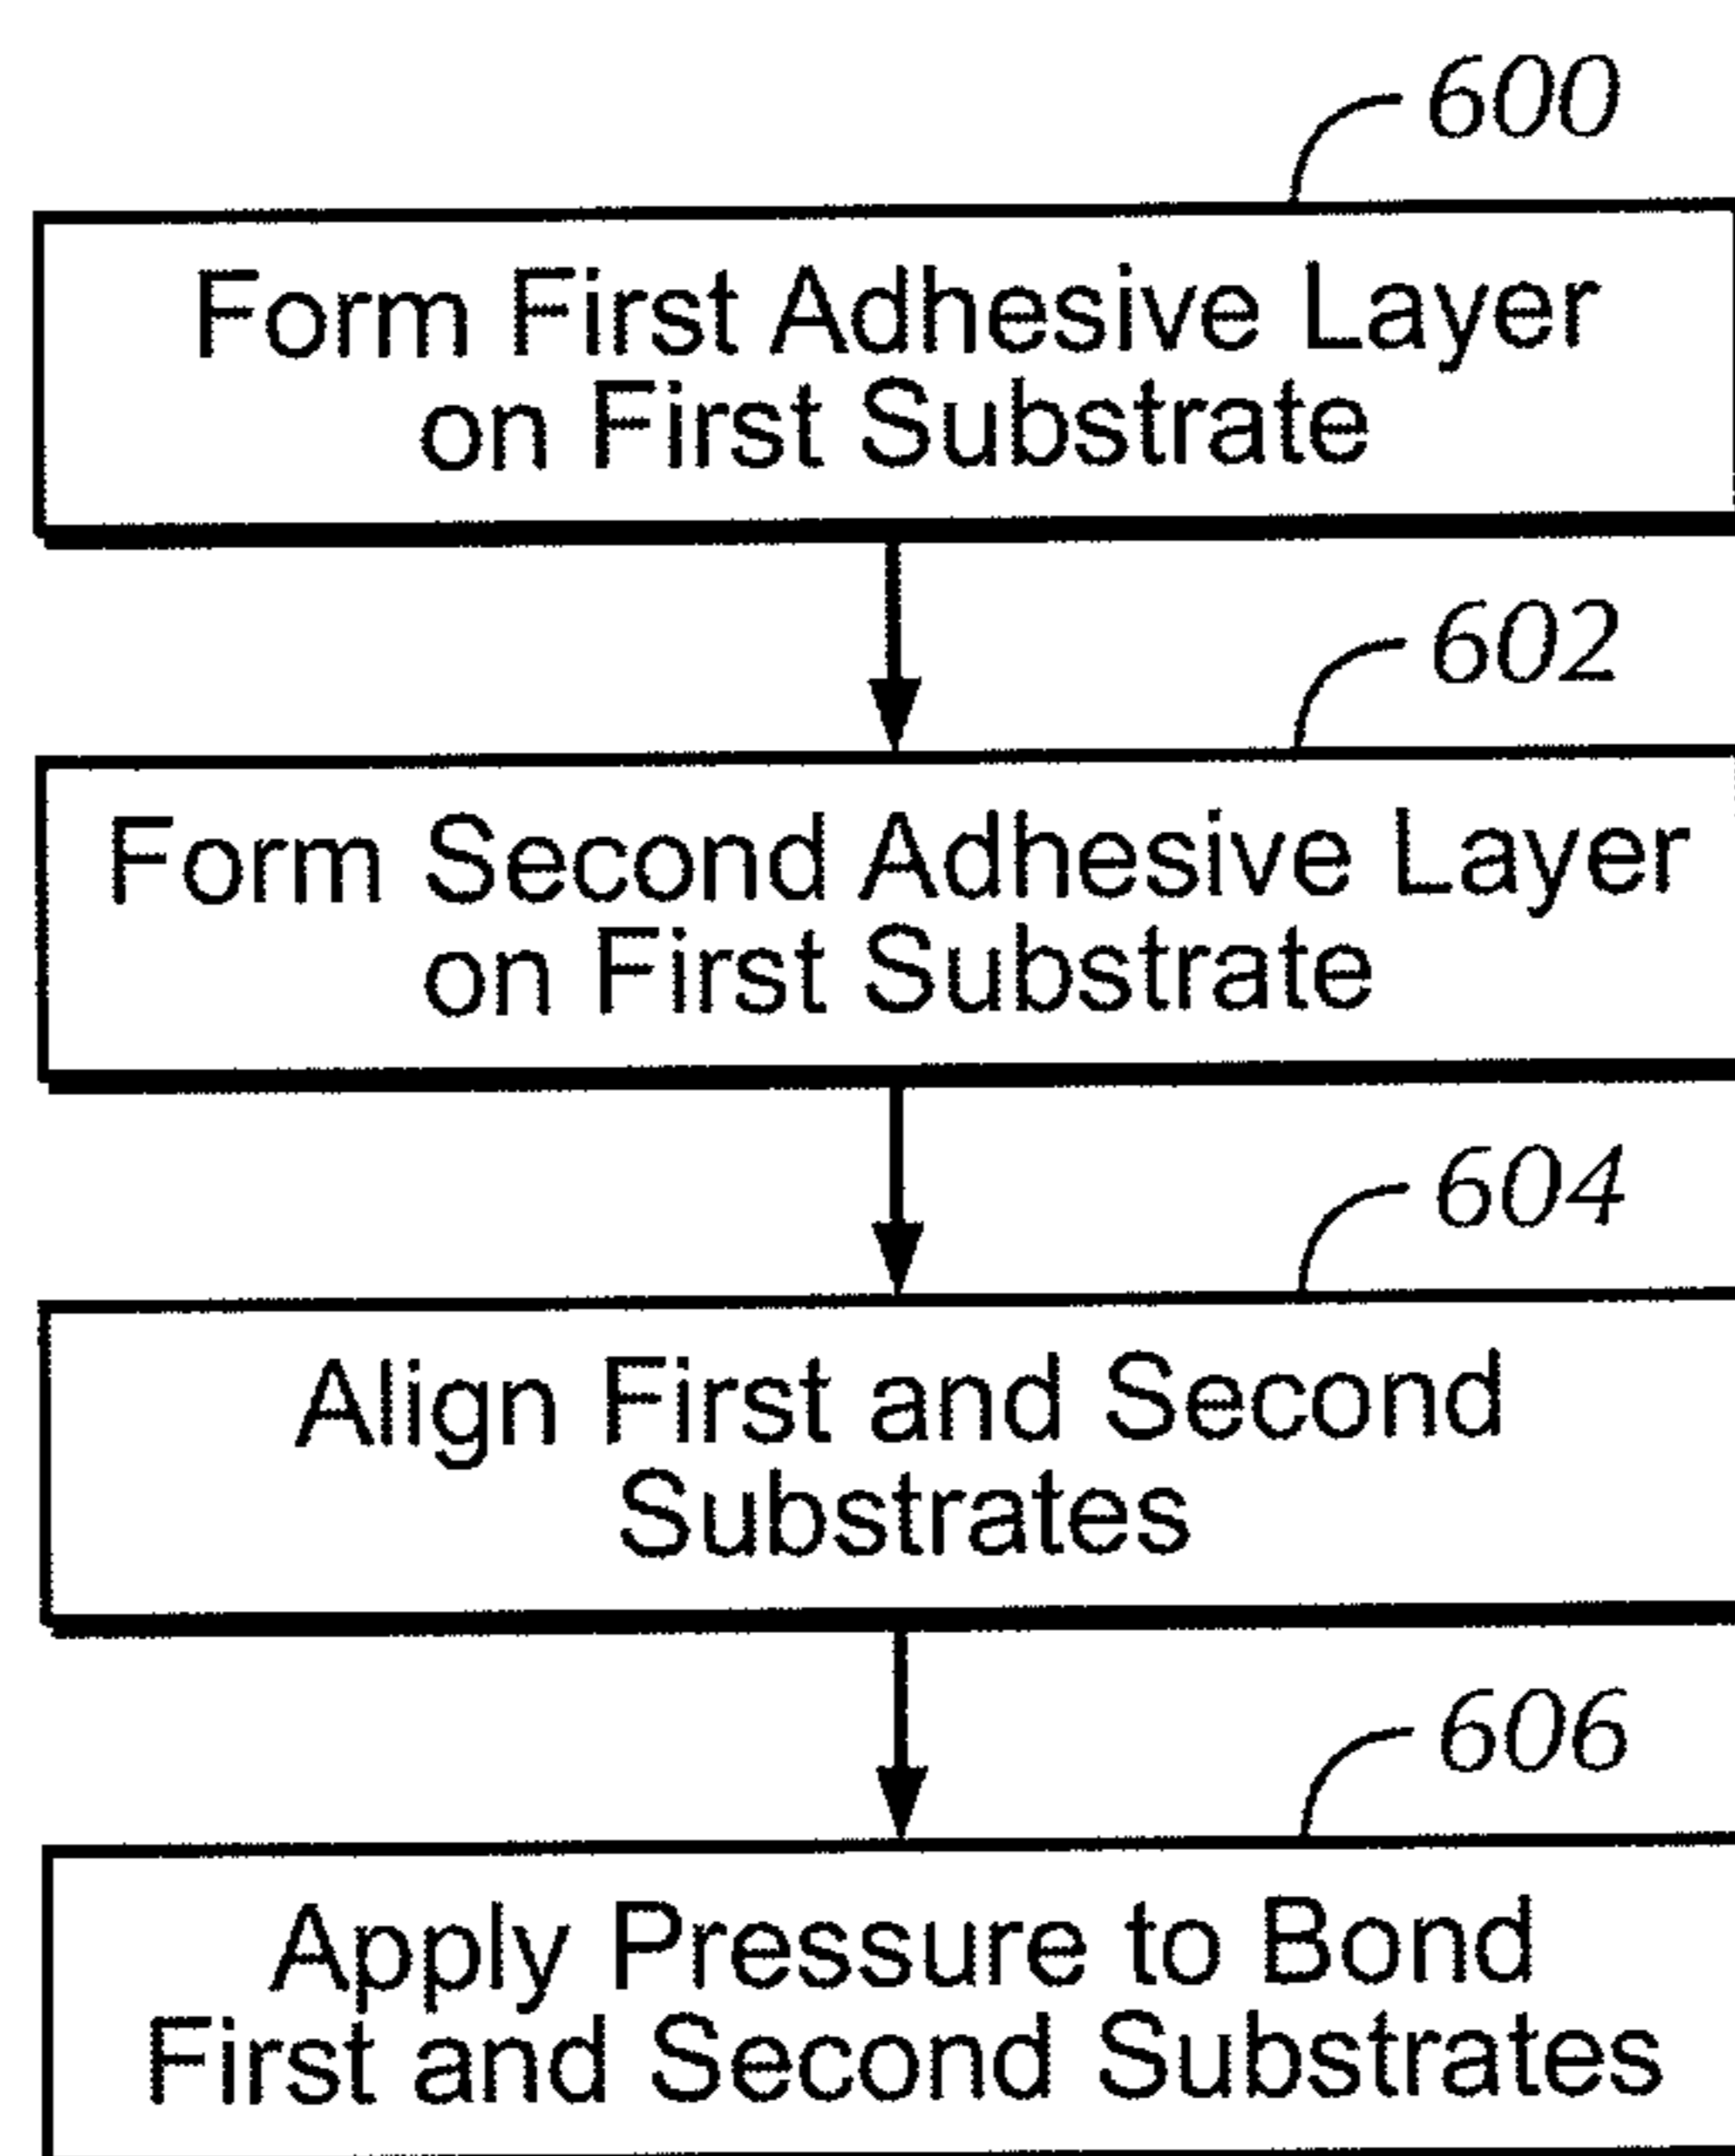 600
Form First Adhesive Layer
on First Substrate
602
Form Second Adhesive Layer
on First Substrate
604
Align First and Second
Substrates
606
Apply Pressure to Bond
First and Second Substrates